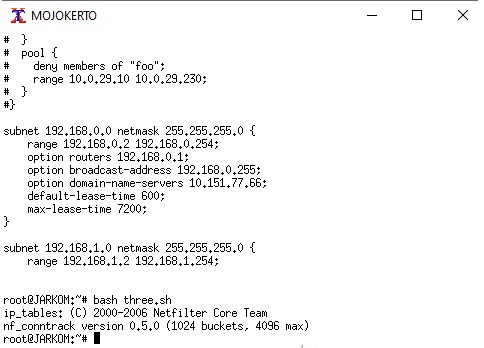 MOJOKERTO
#  }
#  pool {
#    deny members of "foo";
#    range 10.0.29.10 10.0.29.230;
#  }
#}
subnet 192.168.0.0 netmask 255.255.255.0 {
    range 192.168.0.2 192.168.0.254;
    option routers 192.168.0.1;
    option broadcast-address 192.168.0.255;
    option domain-name-servers 10.151.77.66;
    default-lease-time 600;
    max-lease-time 7200;
}
subnet 192.168.1.0 netmask 255.255.255.0 {
    range 192.168.1.2 192.168.1.254;
root@JARKOM:~# bash three.sh
ip_tables: (C) 2000-2006 Netfilter Core Team
nf_conntrack version 0.5.0 (1024 buckets, 4096 max)
root@JARKOM:~#